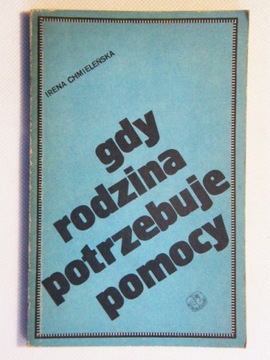 IRENA CHMIELEŃSKA
gdy
rodzina
potrzebuje
pomocy